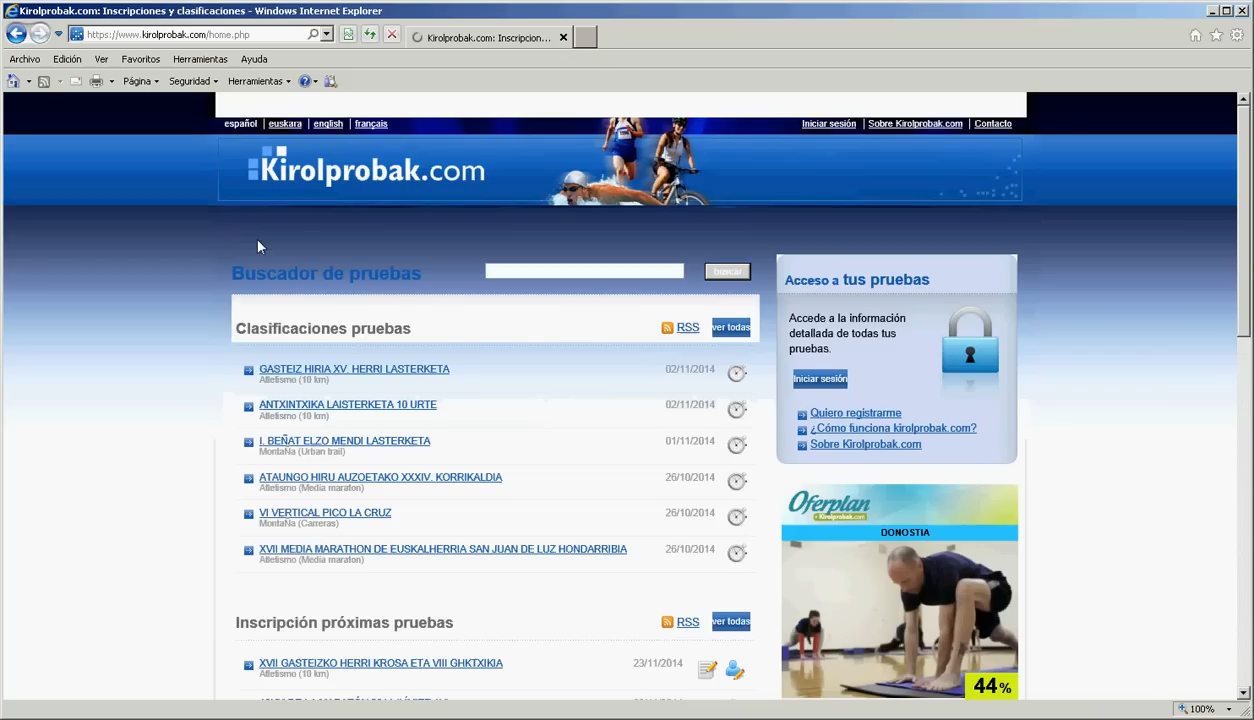 Kirolprobak.com: Inscripciones y clasificaciones - Windows Internet Explorer
https://www.kirolprobak.com/home.php
Kirolprobak.com: Inscripcion...
Archivo Edición Ver Favoritos Herramientas Ayuda
Página Seguridad Herramientas
español euskara english français
Iniciar sesión Sobre Kirolprobak.com Contacto
Kirolprobak.com
Buscador de pruebas
buscar
Clasificaciones pruebas RSS ver todas
GASTEIZ HIRIA XV. HERRI LASTERKETA 02/11/2014
Atletismo (10 km)
ANTXINTXIKA LAISTERKETA 10 URTE 02/11/2014
Atletismo (10 km)
I. BEÑAT ELZO MENDI LASTERKETA 01/11/2014
MontaÑa (Urban trail)
ATAUNGO HIRU AUZOETAKO XXXIV. KORRIKALDIA 26/10/2014
Atletismo (Media maraton)
VI VERTICAL PICO LA CRUZ 26/10/2014
MontaÑa (Carreras)
XVII MEDIA MARATHON DE EUSKALHERRIA SAN JUAN DE LUZ HONDARRIBIA 26/10/2014
Atletismo (Media maraton)
Inscripción próximas pruebas RSS ver todas
XVII GASTEIZKO HERRI KROSA ETA VIII GHKTXIKIA 23/11/2014
Atletismo (10 km)
Acceso a tus pruebas
Accede a la información
detallada de todas tus
pruebas.
Iniciar sesión
Quiero registrarme
¿Cómo funciona kirolprobak.com?
Sobre Kirolprobak.com
Oferplan
Kirolprobak.com
DONOSTIA
44%
100%